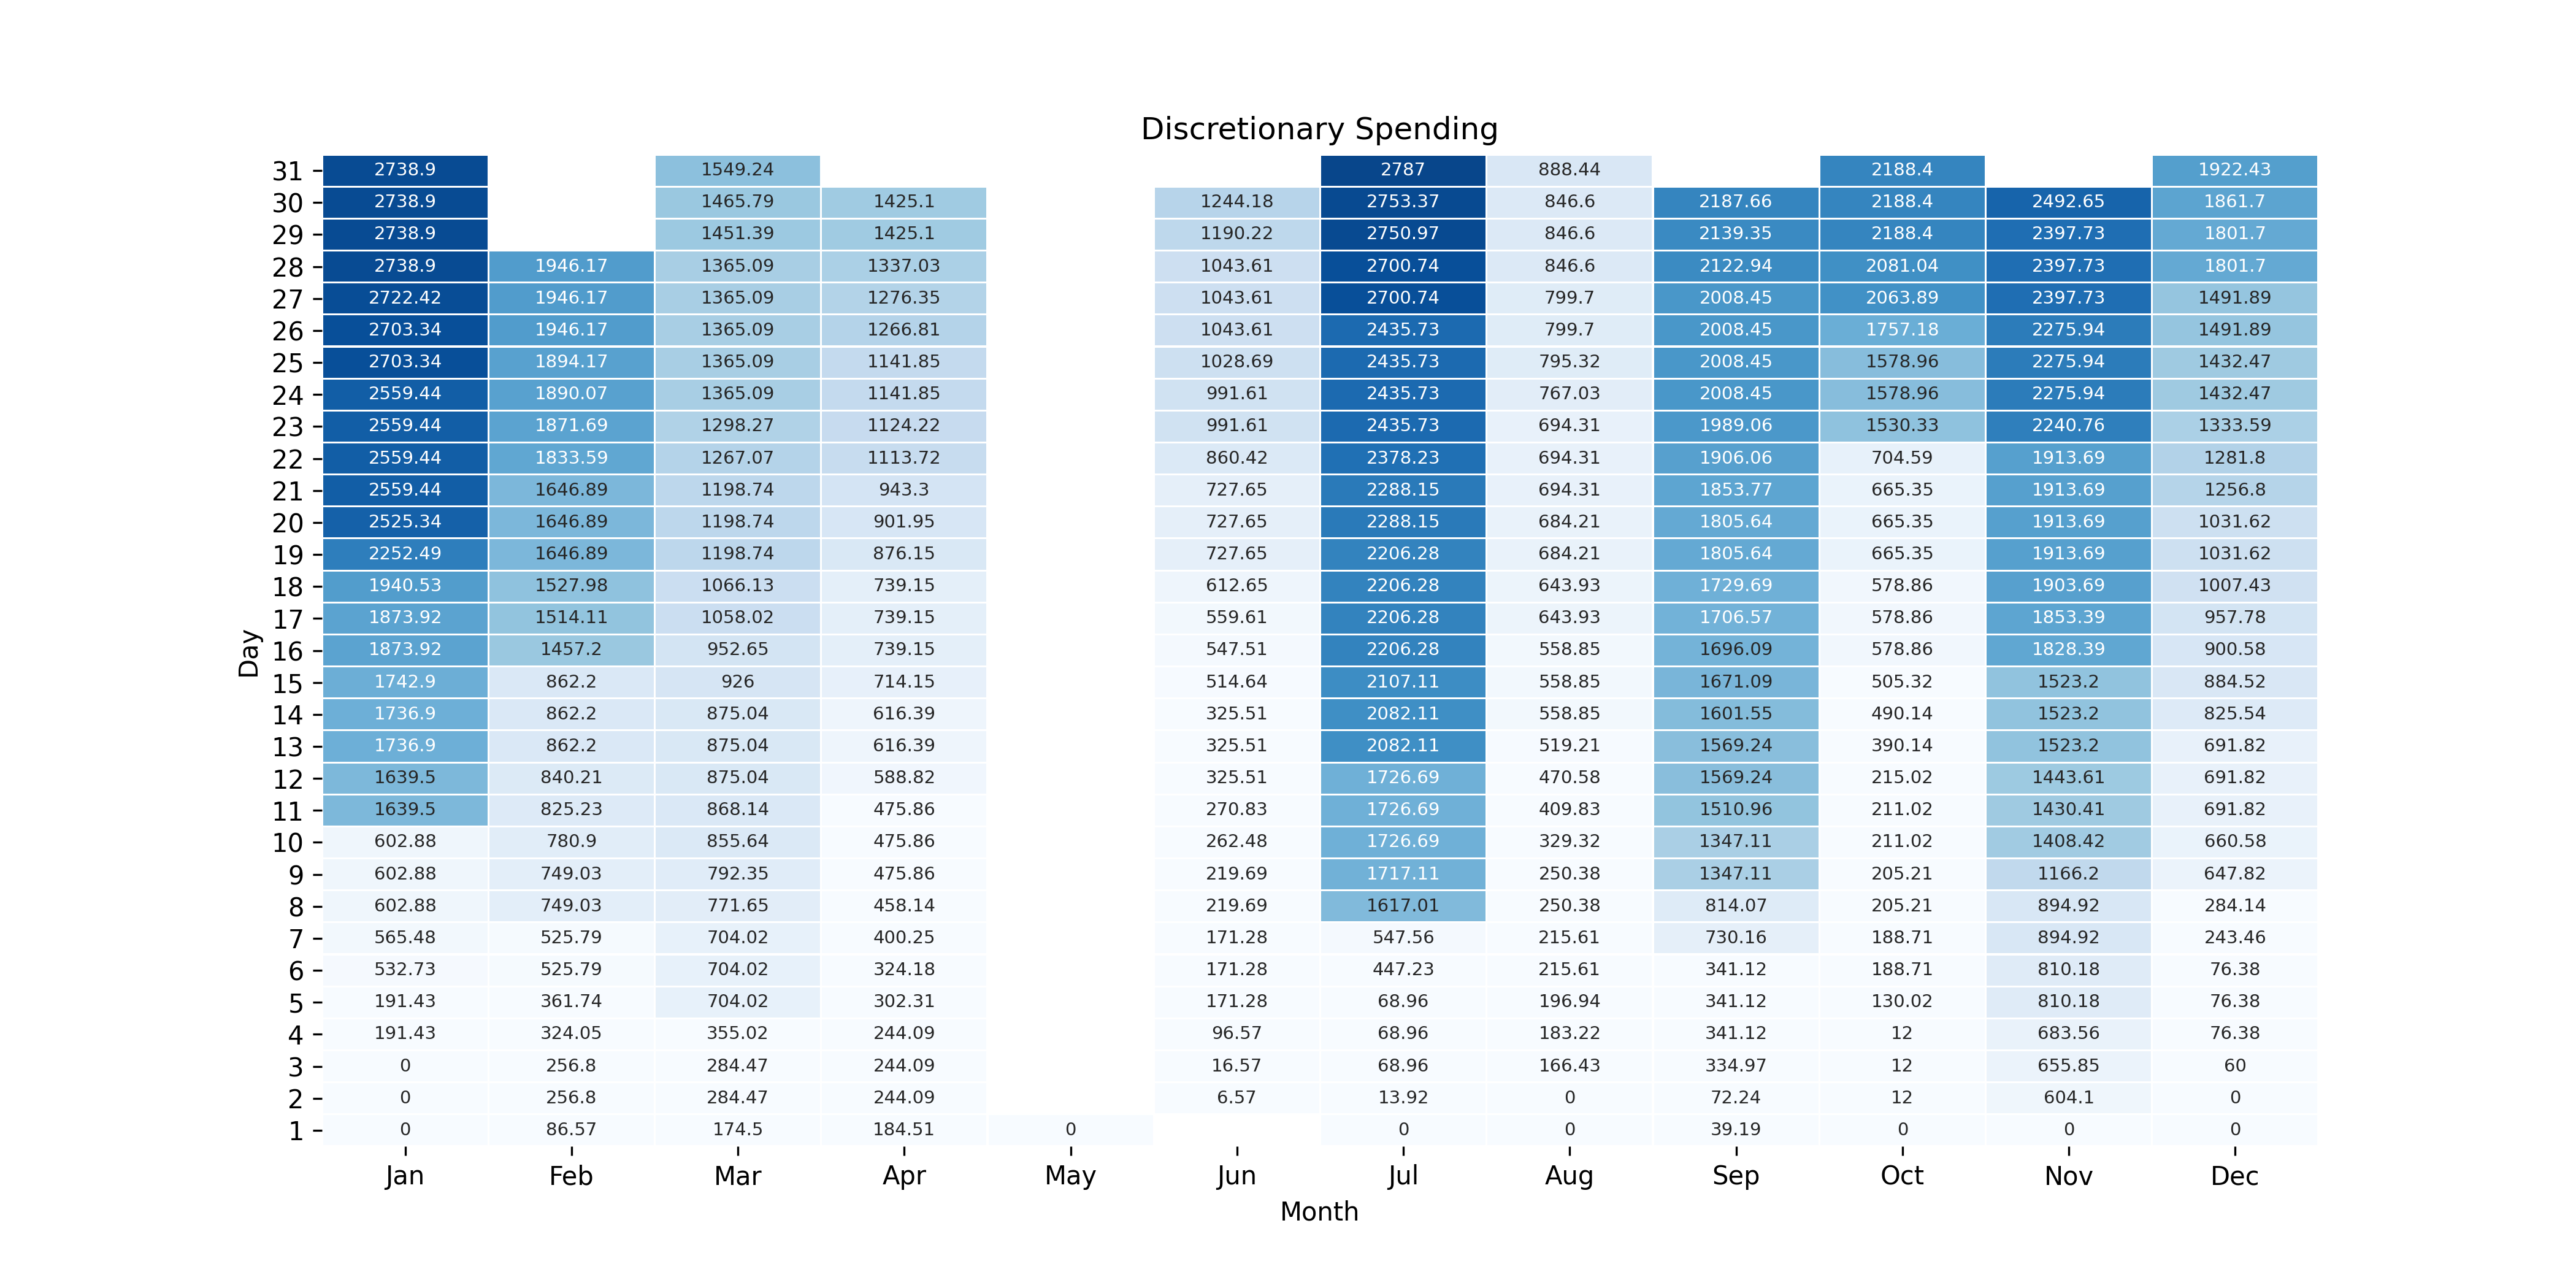 Discretionary Spending
31 2738.9 1549.24 2787 888.44 2188.4 1922.43
30 2738.9 1465.79 1425.1 1244.18 2753.37 846.6 2187.66 2188.4 2492.65 1861.7
29 2738.9 1451.39 1425.1 1190.22 2750.97 846.6 2139.35 2188.4 2397.73 1801.7
28 2738.9 1946.17 1365.09 1337.03 1043.61 2700.74 846.6 2122.94 2081.04 2397.73 1801.7
27 2722.42 1946.17 1365.09 1276.35 1043.61 2700.74 799.7 2008.45 2063.89 2397.73 1491.89
26 2703.34 1946.17 1365.09 1266.81 1043.61 2435.73 799.7 2008.45 1757.18 2275.94 1491.89
25 2703.34 1894.17 1365.09 1141.85 1028.69 2435.73 795.32 2008.45 1578.96 2275.94 1432.47
24 2559.44 1890.07 1365.09 1141.85 991.61 2435.73 767.03 2008.45 1578.96 2275.94 1432.47
23 2559.44 1871.69 1298.27 1124.22 991.61 2435.73 694.31 1989.06 1530.33 2240.76 1333.59
22 2559.44 1833.59 1267.07 1113.72 860.42 2378.23 694.31 1906.06 704.59 1913.69 1281.8
21 2559.44 1646.89 1198.74 943.3 727.65 2288.15 694.31 1853.77 665.35 1913.69 1256.8
20 2525.34 1646.89 1198.74 901.95 727.65 2288.15 684.21 1805.64 665.35 1913.69 1031.62
19 2252.49 1646.89 1198.74 876.15 727.65 2206.28 684.21 1805.64 665.35 1913.69 1031.62
18 1940.53 1527.98 1066.13 739.15 612.65 2206.28 643.93 1729.69 578.86 1903.69 1007.43
17 1873.92 1514.11 1058.02 739.15 559.61 2206.28 643.93 1706.57 578.86 1853.39 957.78
16 1873.92 1457.2 952.65 739.15 547.51 2206.28 558.85 1696.09 578.86 1828.39 900.58
15 1742.9 862.2 926 714.15 514.64 2107.11 558.85 1671.09 505.32 1523.2 884.52
14 1736.9 862.2 875.04 616.39 325.51 2082.11 558.85 1601.55 490.14 1523.2 825.54
13 1736.9 862.2 875.04 616.39 325.51 2082.11 519.21 1569.24 390.14 1523.2 691.82
12 1639.5 840.21 875.04 588.82 325.51 1726.69 470.58 1569.24 215.02 1443.61 691.82
11 1639.5 825.23 868.14 475.86 270.83 1726.69 409.83 1510.96 211.02 1430.41 691.82
10 602.88 780.9 855.64 475.86 262.48 1726.69 329.32 1347.11 211.02 1408.42 660.58
9 602.88 749.03 792.35 475.86 219.69 1717.11 250.38 1347.11 205.21 1166.2 647.82
8 602.88 749.03 771.65 458.14 219.69 1617.01 250.38 814.07 205.21 894.92 284.14
7 565.48 525.79 704.02 400.25 171.28 547.56 215.61 730.16 188.71 894.92 243.46
6 532.73 525.79 704.02 324.18 171.28 447.23 215.61 341.12 188.71 810.18 76.38
5 191.43 361.74 704.02 302.31 171.28 68.96 196.94 341.12 130.02 810.18 76.38
4 191.43 324.05 355.02 244.09 96.57 68.96 183.22 341.12 12 683.56 76.38
3 0 256.8 284.47 244.09 16.57 68.96 166.43 334.97 12 655.85 60
2 0 256.8 284.47 244.09 6.57 13.92 0 72.24 12 604.1 0
1 0 86.57 174.5 184.51 0 0 0 39.19 0 0 0
Day
Jan Feb Mar Apr May Jun Jul Aug Sep Oct Nov Dec
Month